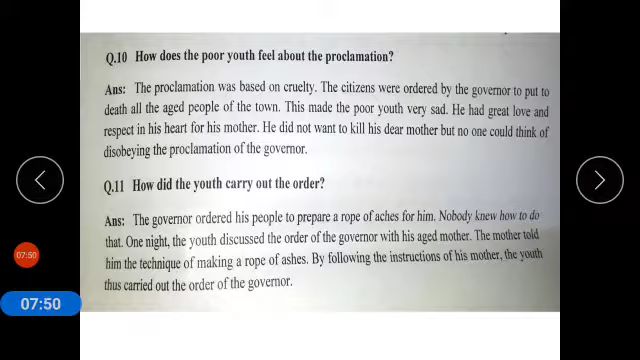 Q.10 How does the poor youth feel about the proclamation?
Ans: The proclamation was based on cruelty. The citizens were ordered by the governor to put to
death all the aged people of the town. This made the poor youth very sad. He had great love and
respect in his heart for his mother. He did not want to kill his dear mother but no one could think of
disobeying the proclamation of the governor.
Q.11 How did the youth carry out the order?
Ans: The governor ordered his people to prepare a rope of aches for him. Nobody knew how to do
that. One night, the youth discussed the order of the governor with his aged mother. The mother told
him the technique of making a rope of ashes. By following the instructions of his mother, the youth
thus carried out the order of the governor.
07:50
07:50